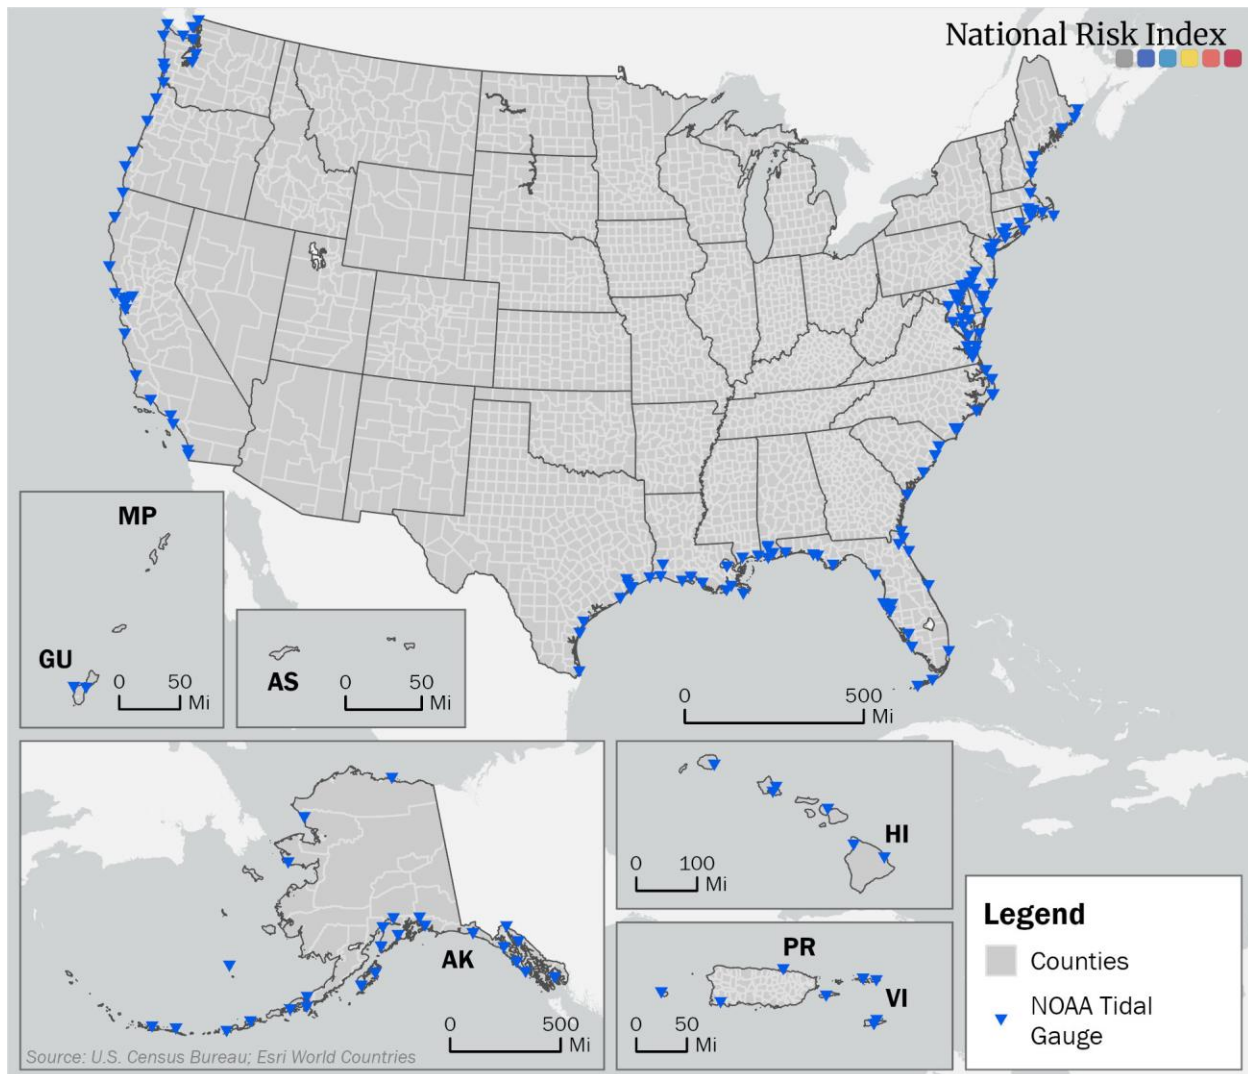 National Risk Index
MP
GU
0 50
Mi
AS
0 50
Mi
0 500
Mi
AK
0 500
Mi
Source: U.S. Census Bureau; Esri World Countries
HI
0 100
Mi
PR
VI
0 50
Mi
Legend
Counties
NOAA Tidal
Gauge